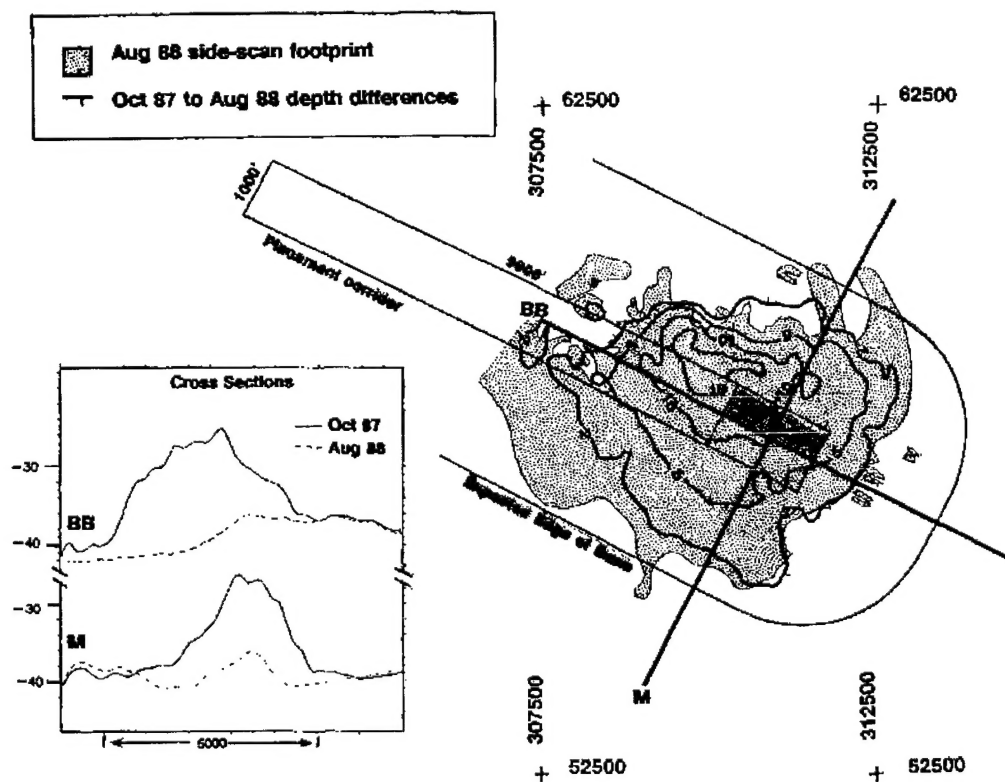 Aug 88 side-scan footprint
Oct 87 to Aug 88 depth differences
62500
62500
307500
312500
1000'
Placement corridor
9000'
BB
Expected Edge of Berm
Cross Sections
Oct 87
Aug 88
-30
BB
-40
-30
M
-40
5000
M
307500
312500
52500
52500